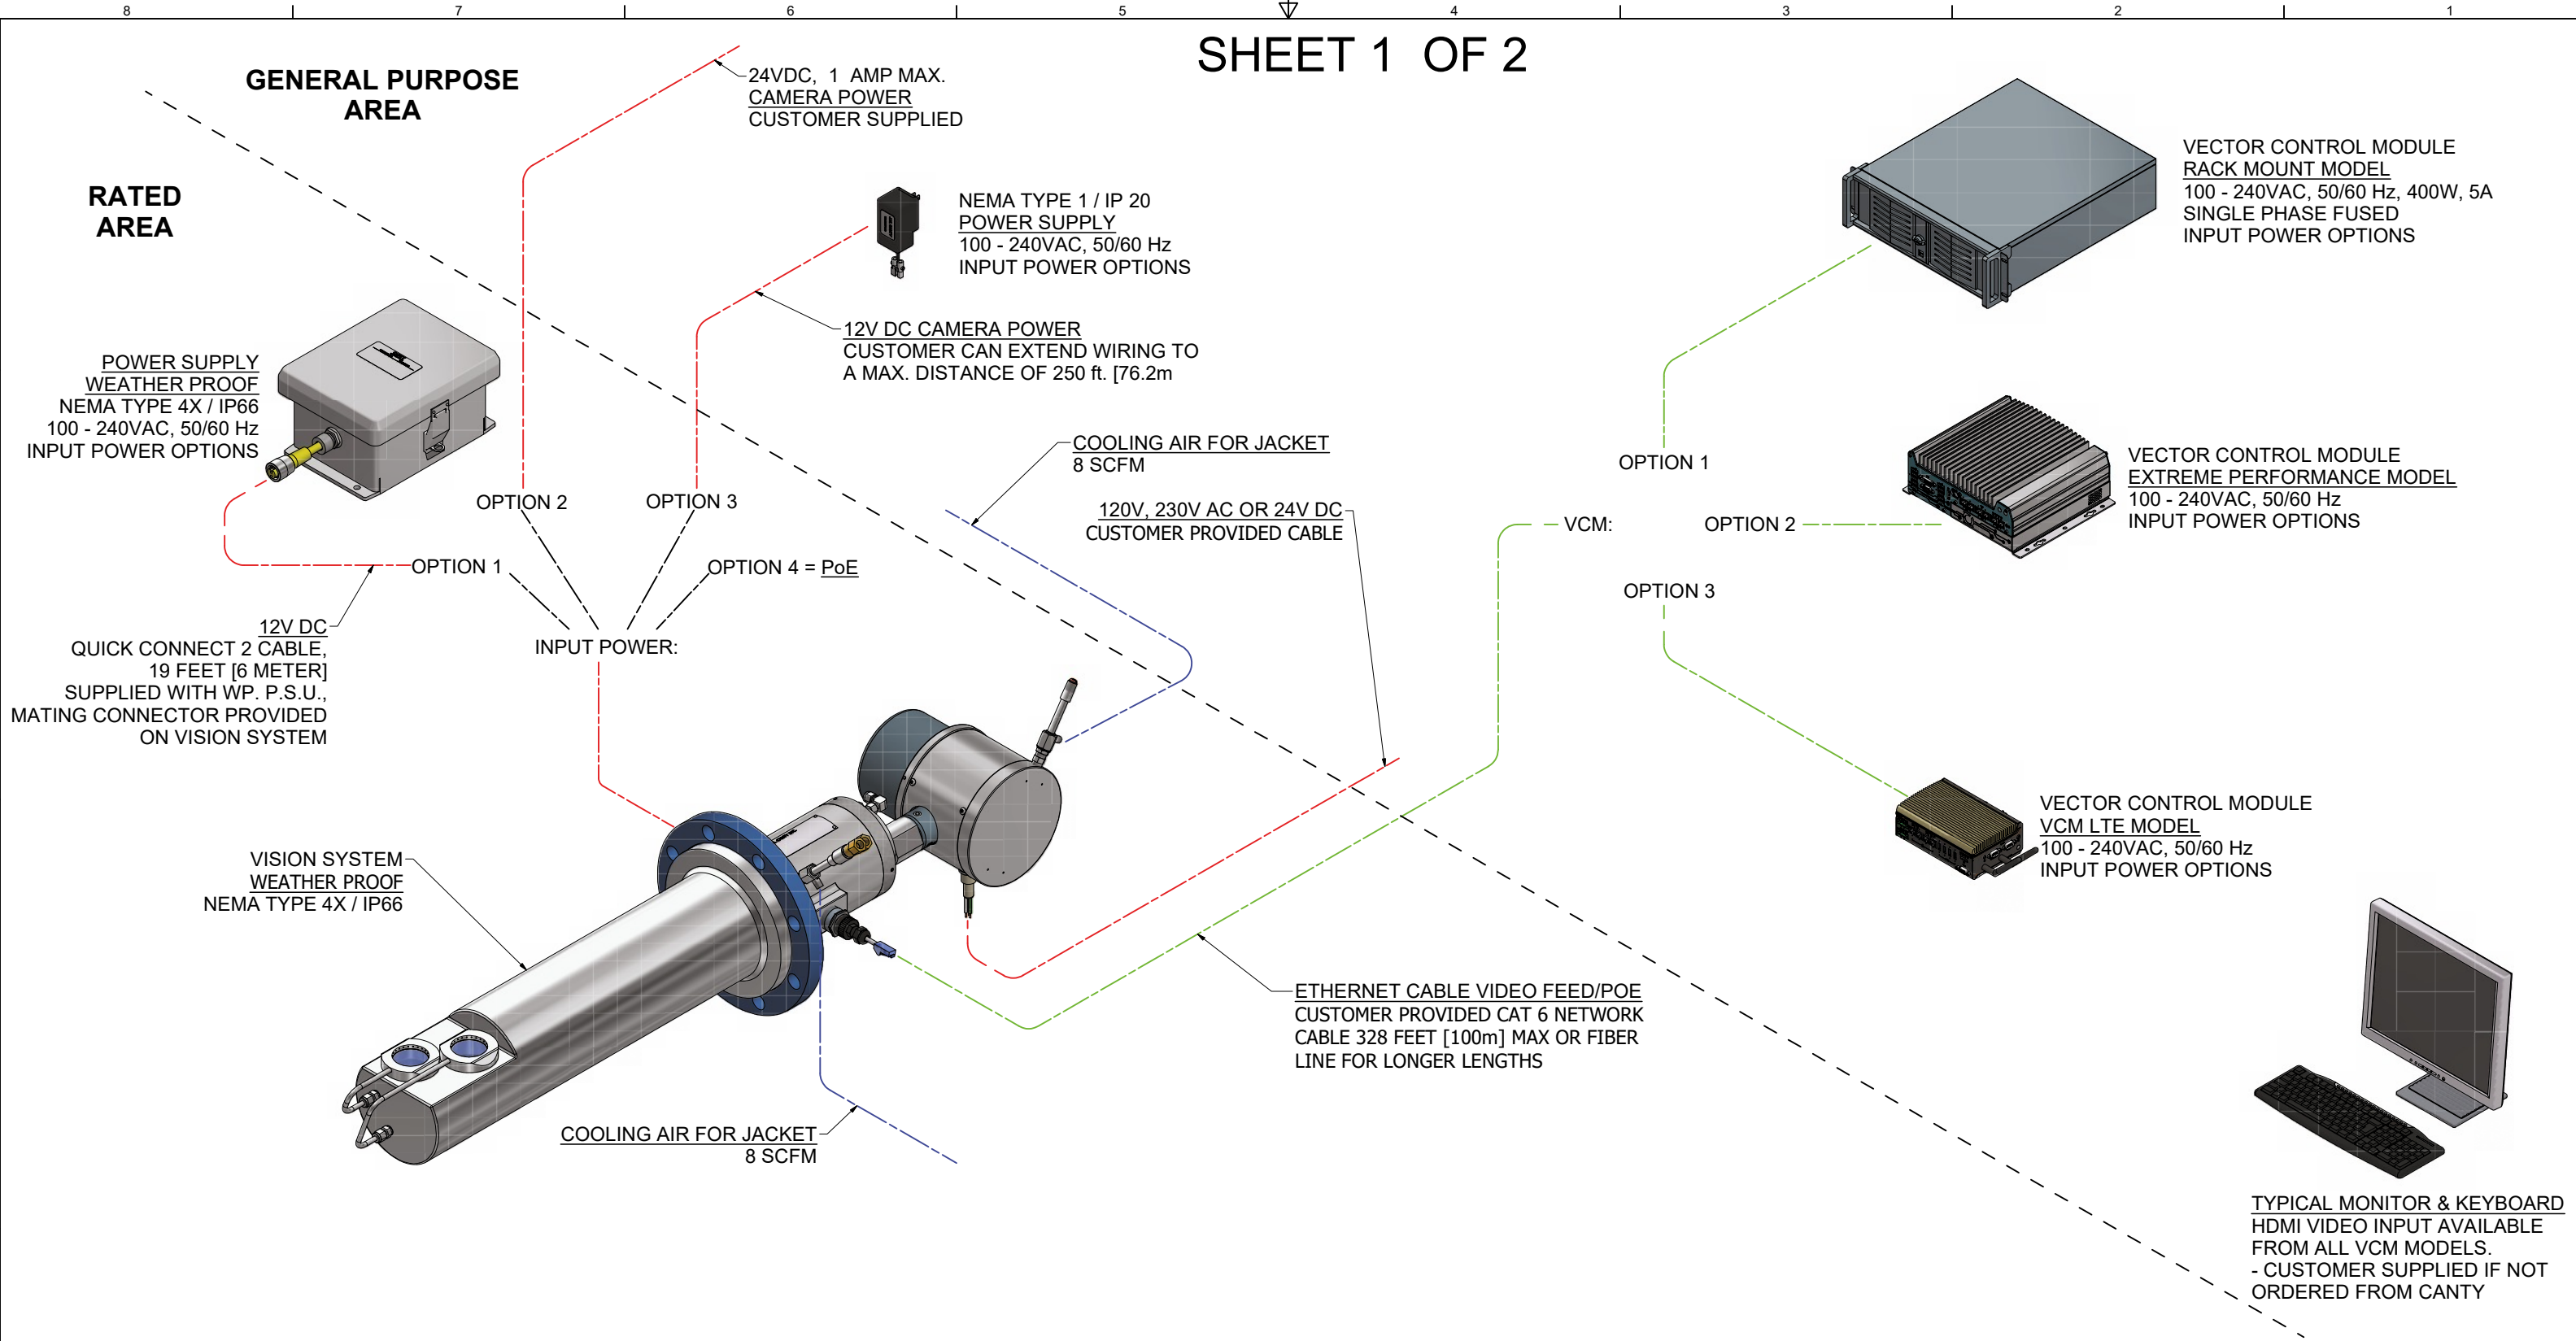 8 7 6 5 4 3 2 1
SHEET 1 OF 2
GENERAL PURPOSE
AREA
RATED
AREA
24VDC, 1 AMP MAX.
CAMERA POWER
CUSTOMER SUPPLIED
NEMA TYPE 1 / IP 20
POWER SUPPLY
100 - 240VAC, 50/60 Hz
INPUT POWER OPTIONS
12V DC CAMERA POWER
CUSTOMER CAN EXTEND WIRING TO
A MAX. DISTANCE OF 250 ft. [76.2m
POWER SUPPLY
WEATHER PROOF
NEMA TYPE 4X / IP66
100 - 240VAC, 50/60 Hz
INPUT POWER OPTIONS
OPTION 2
OPTION 3
OPTION 1
OPTION 4 = PoE
INPUT POWER:
12V DC
QUICK CONNECT 2 CABLE,
19 FEET [6 METER]
SUPPLIED WITH WP. P.S.U.,
MATING CONNECTOR PROVIDED
ON VISION SYSTEM
COOLING AIR FOR JACKET
8 SCFM
120V, 230V AC OR 24V DC
CUSTOMER PROVIDED CABLE
VISION SYSTEM
WEATHER PROOF
NEMA TYPE 4X / IP66
COOLING AIR FOR JACKET
8 SCFM
ETHERNET CABLE VIDEO FEED/POE
CUSTOMER PROVIDED CAT 6 NETWORK
CABLE 328 FEET [100m] MAX OR FIBER
LINE FOR LONGER LENGTHS
VCM:
OPTION 1
OPTION 2
OPTION 3
VECTOR CONTROL MODULE
RACK MOUNT MODEL
100 - 240VAC, 50/60 Hz, 400W, 5A
SINGLE PHASE FUSED
INPUT POWER OPTIONS
VECTOR CONTROL MODULE
EXTREME PERFORMANCE MODEL
100 - 240VAC, 50/60 Hz
INPUT POWER OPTIONS
VECTOR CONTROL MODULE
VCM LTE MODEL
100 - 240VAC, 50/60 Hz
INPUT POWER OPTIONS
TYPICAL MONITOR & KEYBOARD
HDMI VIDEO INPUT AVAILABLE
FROM ALL VCM MODELS.
- CUSTOMER SUPPLIED IF NOT
ORDERED FROM CANTY